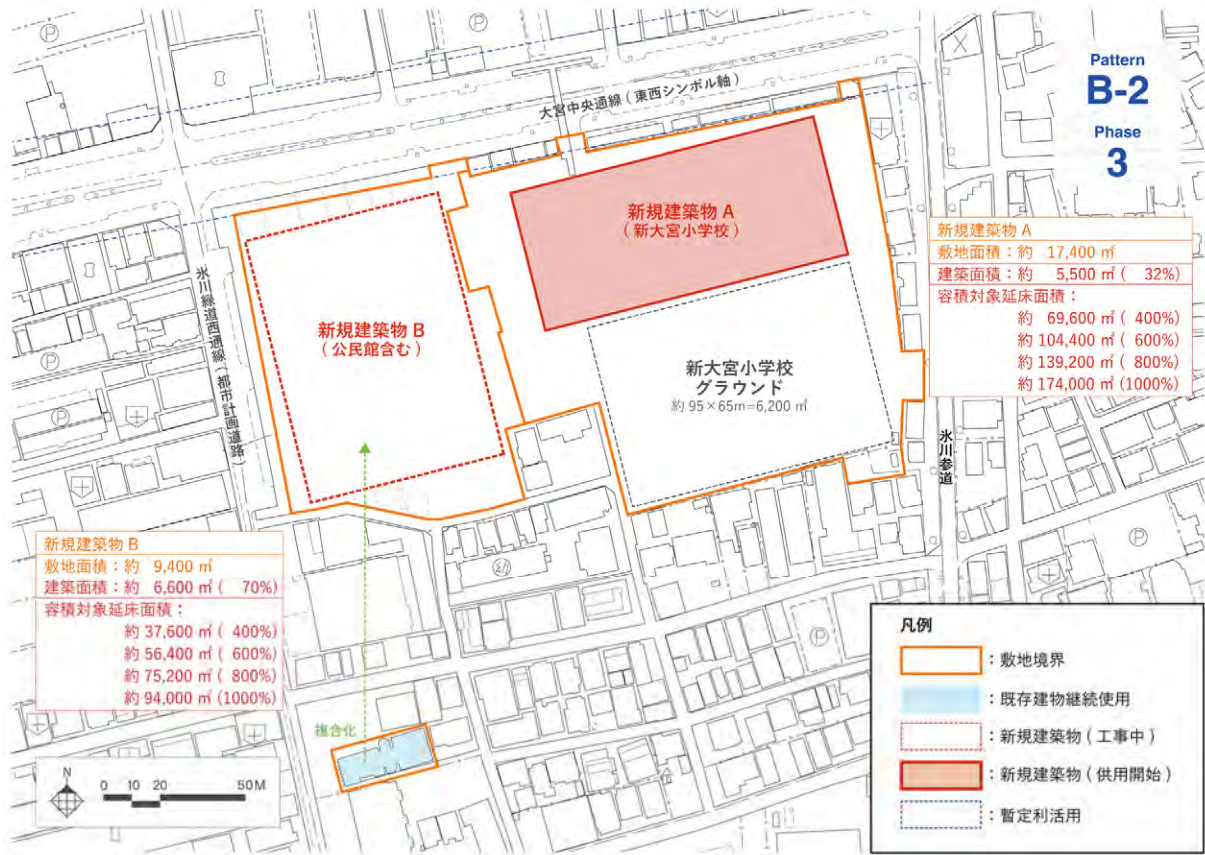 Pattern
B-2
Phase
3
大宮中央通線(東西シンボル軸)
新規建築物 A
(新大宮小学校)
新規建築物 A
敷地面積:約 17,400 ㎡
建築面積:約 5,500 ㎡( 32%)
容積対象延床面積:
約 69,600 ㎡( 400%)
約 104,400 ㎡( 600%)
約 139,200 ㎡( 800%)
約 174,000 ㎡(1000%)
氷川緑道西通線(都市計画道路)
新規建築物 B
(公民館含む)
新大宮小学校
グラウンド
約 95×65m=6,200 ㎡
氷川参道
新規建築物 B
敷地面積:約 9,400 ㎡
建築面積:約 6,600 ㎡( 70%)
容積対象延床面積:
約 37,600 ㎡( 400%)
約 56,400 ㎡( 600%)
約 75,200 ㎡( 800%)
約 94,000 ㎡(1000%)
複合化
N
0 10 20 50M
凡例
:敷地境界
:既存建物継続使用
:新規建築物(工事中)
:新規建築物(供用開始)
:暫定利活用
P
P
P
P
P
P
幼